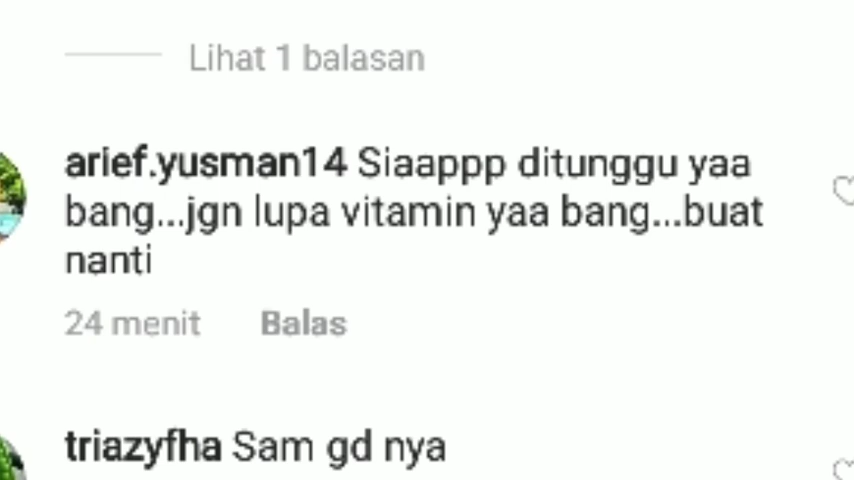 Lihat 1 balasan
arief.yusman14 Siaappp ditunggu yaa
bang...jgn lupa vitamin yaa bang...buat
nanti
24 menit Balas
triazyfha Sam gd nya